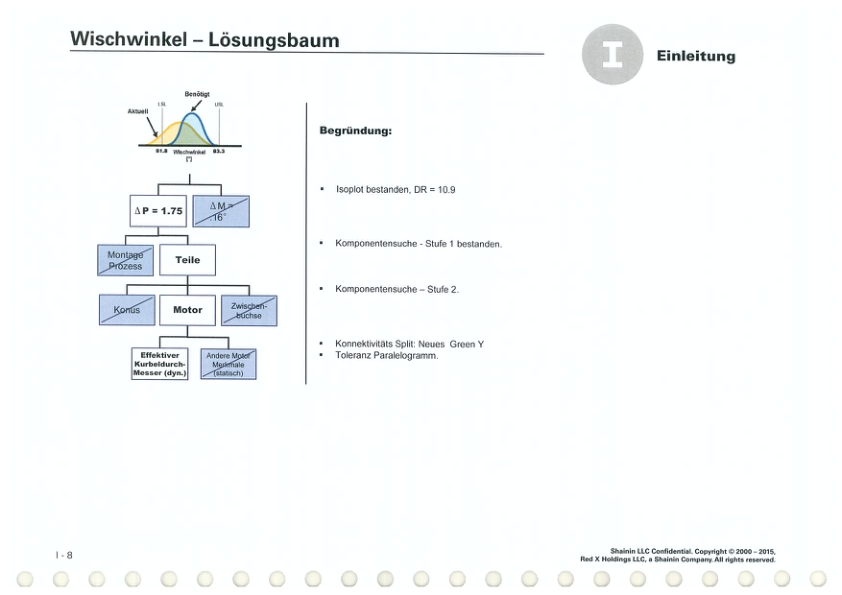 Wischwinkel – Lösungsbaum
I
Einleitung
Benötigt
Aktuell
LSL
USL
81.8
Wischwinkel
83.3
[°]
Begründung:
Δ P = 1.75
Δ M =
.16°
Isoplot bestanden, DR = 10.9
Montage
Prozess
Teile
Komponentensuche - Stufe 1 bestanden.
Konus
Motor
Zwischen-
buchse
Komponentensuche – Stufe 2.
Effektiver
Kurbeldurch-
Messer (dyn.)
Andere Motor
Merkmale
(statisch)
Konnektivitäts Split: Neues Green Y
Toleranz Paralelogramm.
I - 8
Shainin LLC Confidential. Copyright © 2000 – 2015,
Red X Holdings LLC, a Shainin Company. All rights reserved.